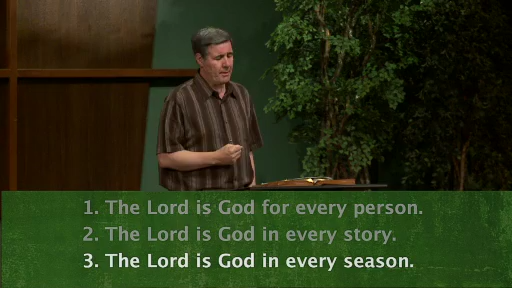 1. The Lord is God for every person.
2. The Lord is God in every story.
3. The Lord is God in every season.